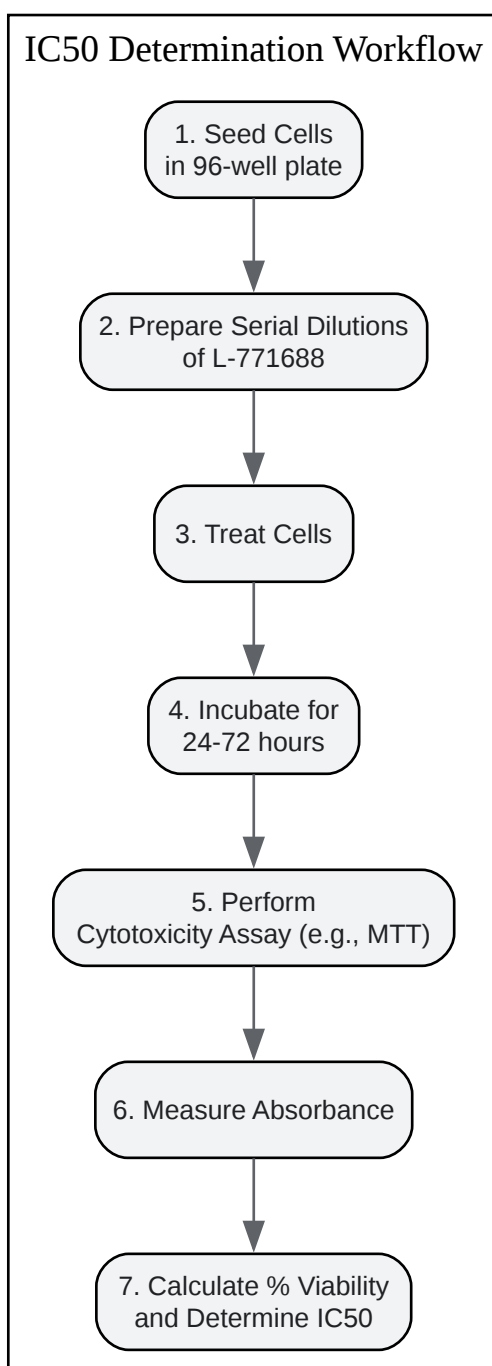 IC50 Determination Workflow
1. Seed Cells
in 96-well plate
2. Prepare Serial Dilutions
of L-771688
3. Treat Cells
4. Incubate for
24-72 hours
5. Perform
Cytotoxicity Assay (e.g., MTT)
6. Measure Absorbance
7. Calculate % Viability
and Determine IC50